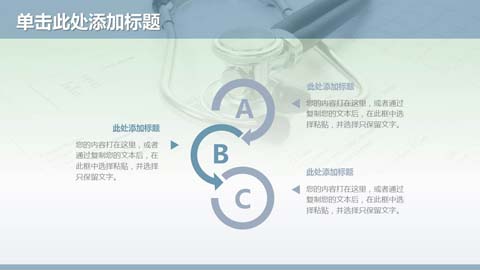 单击此处添加标题
A
此处添加标题
您的内容打在这里，或者通过
复制您的文本后，在此框中选
择粘贴，并选择只保留文字。
B
此处添加标题
您的内容打在这里，或者
通过复制您的文本后，在
此框中选择粘贴，并选择
只保留文字。
C
此处添加标题
您的内容打在这里，或者通过
复制您的文本后，在此框中选
择粘贴，并选择只保留文字。